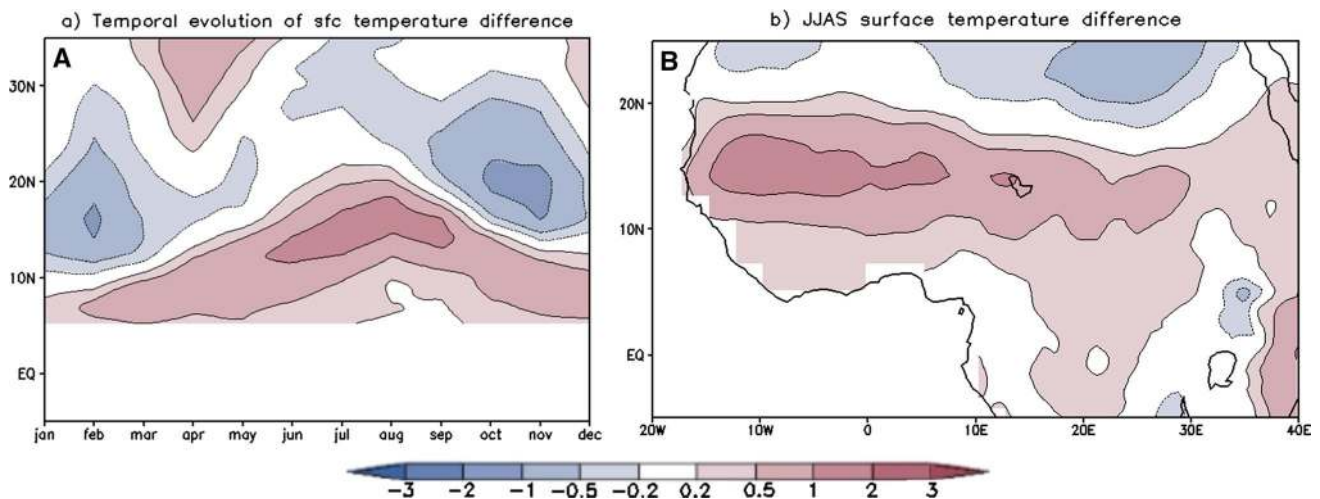 a) Temporal evolution of sfc temperature difference
A
30N
20N
10N
EQ
jan feb mar apr may jun jul aug sep oct nov dec
b) JJAS surface temperature difference
B
20N
10N
EQ
20W 10W 0 10E 20E 30E 40E
-3 -2 -1 -0.5 -0.2 0.2 0.5 1 2 3